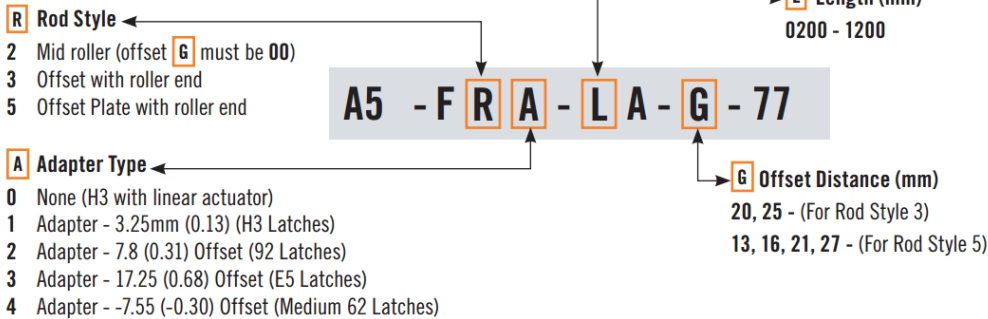 R Rod Style
2 Mid roller (offset G must be 00)
3 Offset with roller end
5 Offset Plate with roller end
L Length (mm)
0200 - 1200
A5 - F R A - L A - G - 77
A Adapter Type
0 None (H3 with linear actuator)
1 Adapter - 3.25mm (0.13) (H3 Latches)
2 Adapter - 7.8 (0.31) Offset (92 Latches)
3 Adapter - 17.25 (0.68) Offset (E5 Latches)
4 Adapter - -7.55 (-0.30) Offset (Medium 62 Latches)
G Offset Distance (mm)
20, 25 - (For Rod Style 3)
13, 16, 21, 27 - (For Rod Style 5)